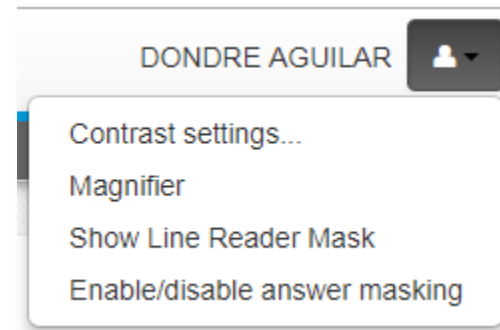 DONDRE AGUILAR
Contrast settings...
Magnifier
Show Line Reader Mask
Enable/disable answer masking